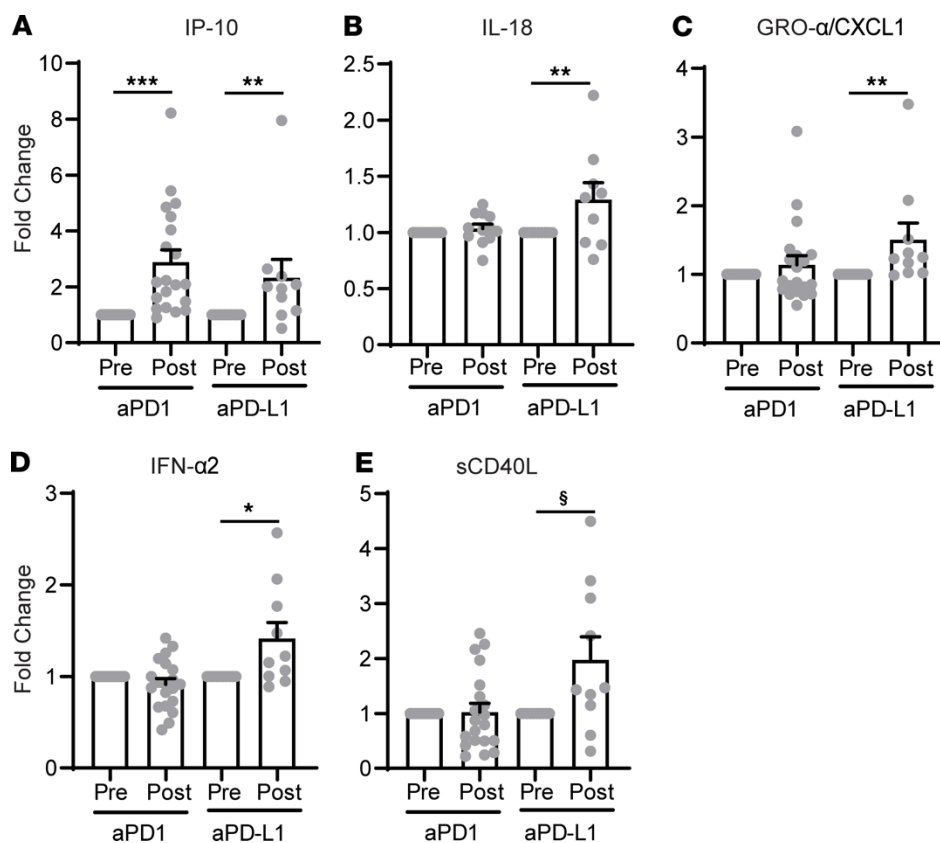 A IP-10
Fold Change
10
8
6
4
2
0
***
**
Pre Post Pre Post
aPD1 aPD-L1
B IL-18
2.5
2.0
1.5
1.0
0.5
0
**
Pre Post Pre Post
aPD1 aPD-L1
C GRO-α/CXCL1
4
3
2
1
0
**
Pre Post Pre Post
aPD1 aPD-L1
D IFN-α2
Fold Change
3
2
1
0
*
Pre Post Pre Post
aPD1 aPD-L1
E sCD40L
5
4
3
2
1
0
§
Pre Post Pre Post
aPD1 aPD-L1